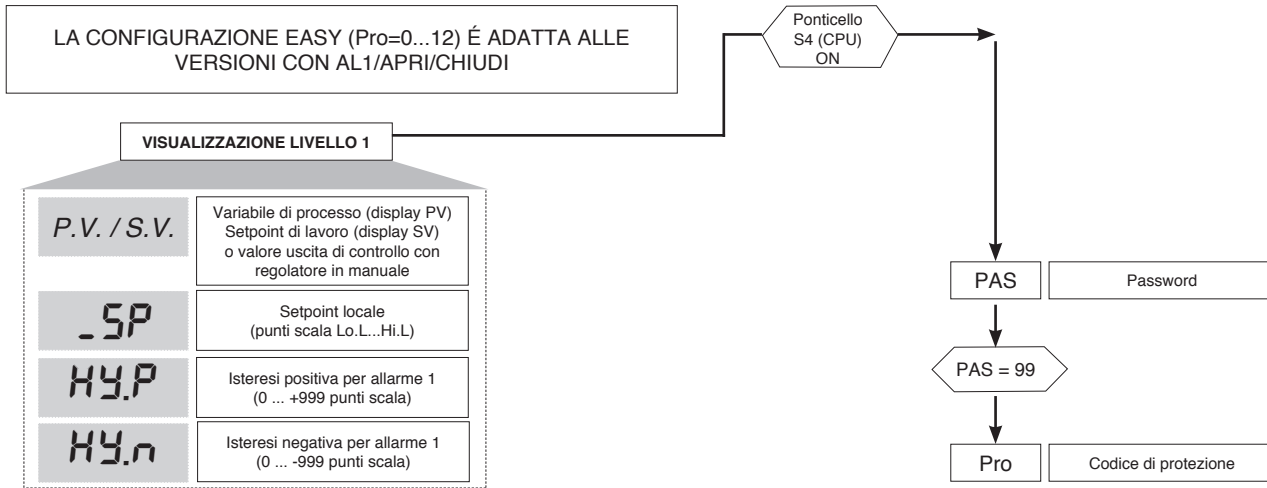 LA CONFIGURAZIONE EASY (Pro=0...12) É ADATTA ALLE
VERSIONI CON AL1/APRI/CHIUDI
Ponticello
S4 (CPU)
ON
VISUALIZZAZIONE LIVELLO 1
P.V. / S.V.
Variabile di processo (display PV)
Setpoint di lavoro (display SV)
o valore uscita di controllo con
regolatore in manuale
_SP
Setpoint locale
(punti scala Lo.L...Hi.L)
HY.P
Isteresi positiva per allarme 1
(0 ... +999 punti scala)
HY.n
Isteresi negativa per allarme 1
(0 ... -999 punti scala)
PAS
Password
PAS = 99
Pro
Codice di protezione